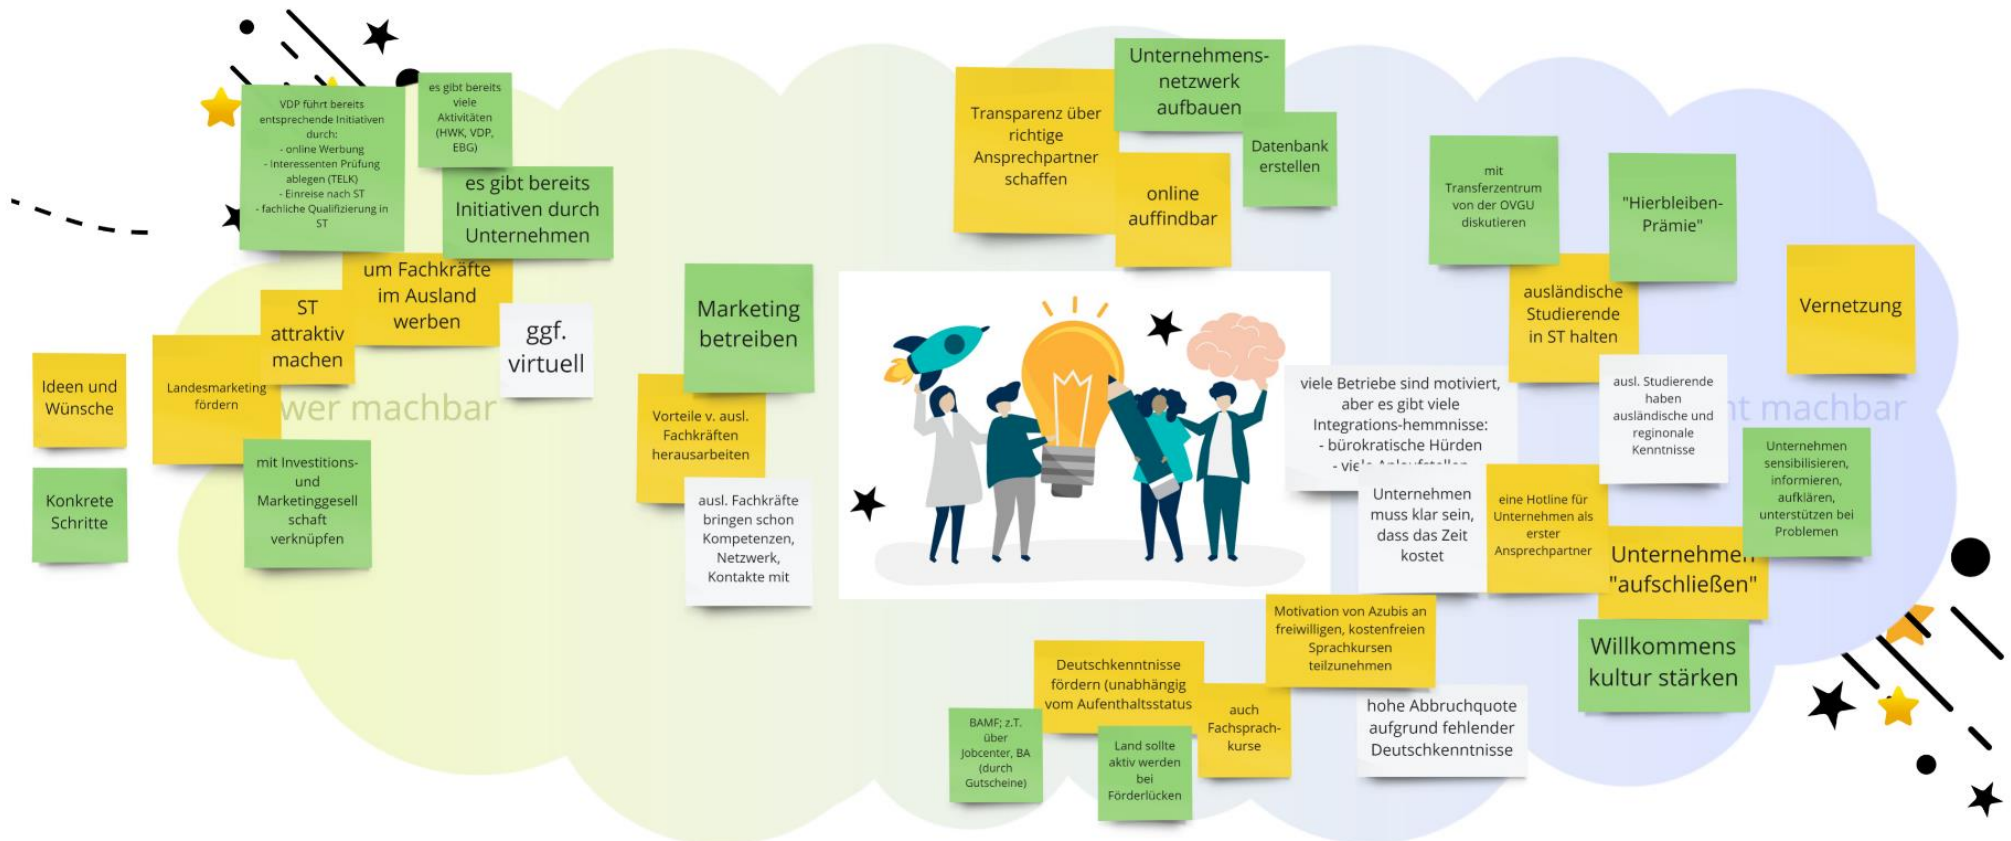 VDP führt bereits
entsprechende Initiativen
durch:
- online Werbung
- Interessenten Prüfung
ablegen (TELK)
- Einreise nach ST
- fachliche Qualifizierung in
ST
es gibt bereits
viele
Aktivitäten
(HWK, VDP,
EBG)
es gibt bereits
Initiativen durch
Unternehmen
um Fachkräfte
im Ausland
werben
ST
attraktiv
machen
ggf.
virtuell
Landesmarketing
fördern
wer machbar
Ideen und
Wünsche
Konkrete
Schritte
mit Investitions-
und
Marketinggesell
schaft
verknüpfen
Marketing
betreiben
Vorteile v. ausl.
Fachkräften
herausarbeiten
ausl. Fachkräfte
bringen schon
Kompetenzen,
Netzwerk,
Kontakte mit
Transparenz über
richtige
Ansprechpartner
schaffen
Unternehmens-
netzwerk
aufbauen
online
auffindbar
Datenbank
erstellen
mit
Transferzentrum
von der OVGU
diskutieren
"Hierbleiben-
Prämie"
ausländische
Studierende
in ST halten
Vernetzung
ausl. Studierende
haben
ausländische und
reginonale
Kenntnisse
nt machbar
viele Betriebe sind motiviert,
aber es gibt viele
Integrations-hemmnisse:
- bürokratische Hürden
- viele Anlaufstellen
Unternehmen
muss klar sein,
dass das Zeit
kostet
eine Hotline für
Unternehmen als
erster
Ansprechpartner
Unternehmen
sensibilisieren,
informieren,
aufklären,
unterstützen bei
Problemen
Unternehmen
"aufschließen"
Willkommens
kultur stärken
Motivation von Azubis an
freiwilligen, kostenfreien
Sprachkursen
teilzunehmen
Deutschkenntnisse
fördern (unabhängig
vom Aufenthaltsstatus
auch
Fachsprach-
kurse
hohe Abbruchquote
aufgrund fehlender
Deutschkenntnisse
BAMF; z.T.
über
Jobcenter, BA
(durch
Gutscheine)
Land sollte
aktiv werden
bei
Förderlücken